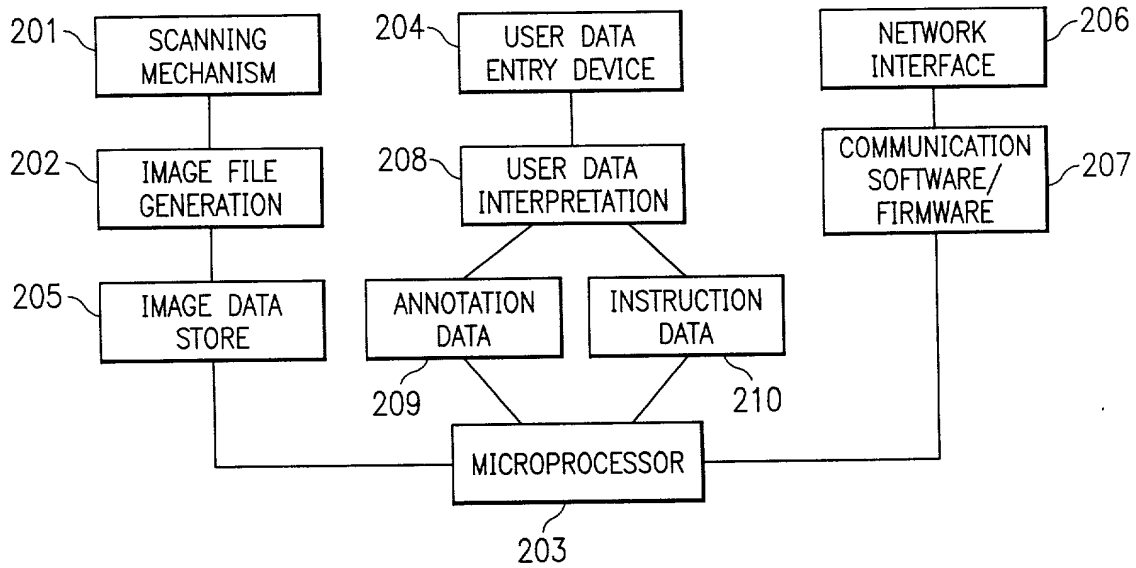 201
SCANNING
MECHANISM
204
USER DATA
ENTRY DEVICE
NETWORK
INTERFACE
206
202
IMAGE FILE
GENERATION
208
USER DATA
INTERPRETATION
COMMUNICATION
SOFTWARE/
FIRMWARE
207
205
IMAGE DATA
STORE
ANNOTATION
DATA
209
INSTRUCTION
DATA
210
MICROPROCESSOR
203